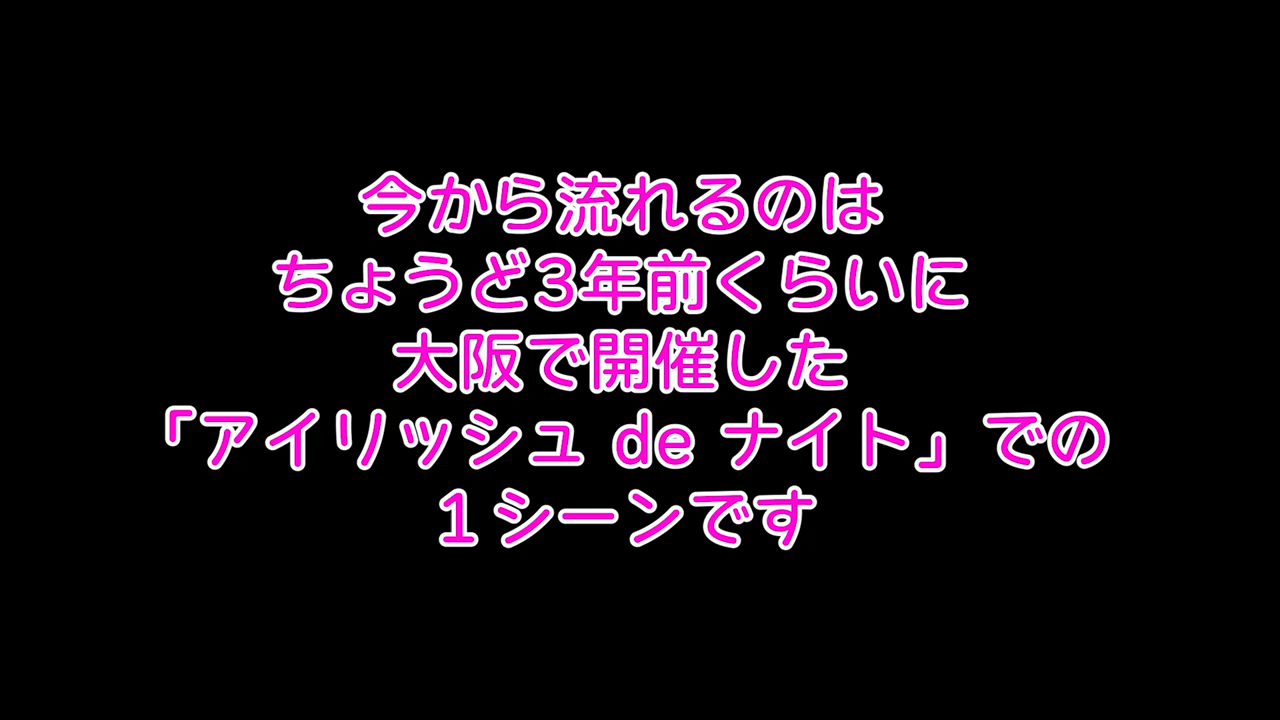 今から流れるのは
ちょうど3年前くらいに
大阪で開催した
「アイリッシュ de ナイト」での
１シーンです